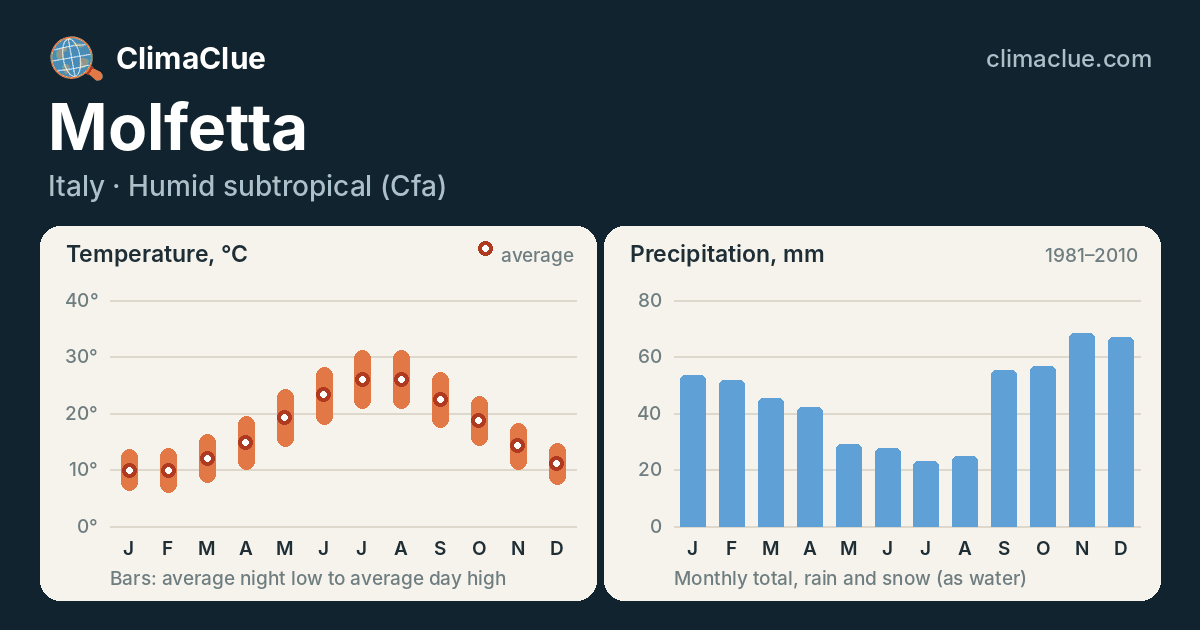 ClimaClue
climaclue.com
Molfetta
Italy · Humid subtropical (Cfa)
Temperature, °C
average
40°
30°
20°
10°
0°
J F M A M J J A S O N D
Bars: average night low to average day high
Precipitation, mm
1981–2010
80
60
40
20
0
J F M A M J J A S O N D
Monthly total, rain and snow (as water)